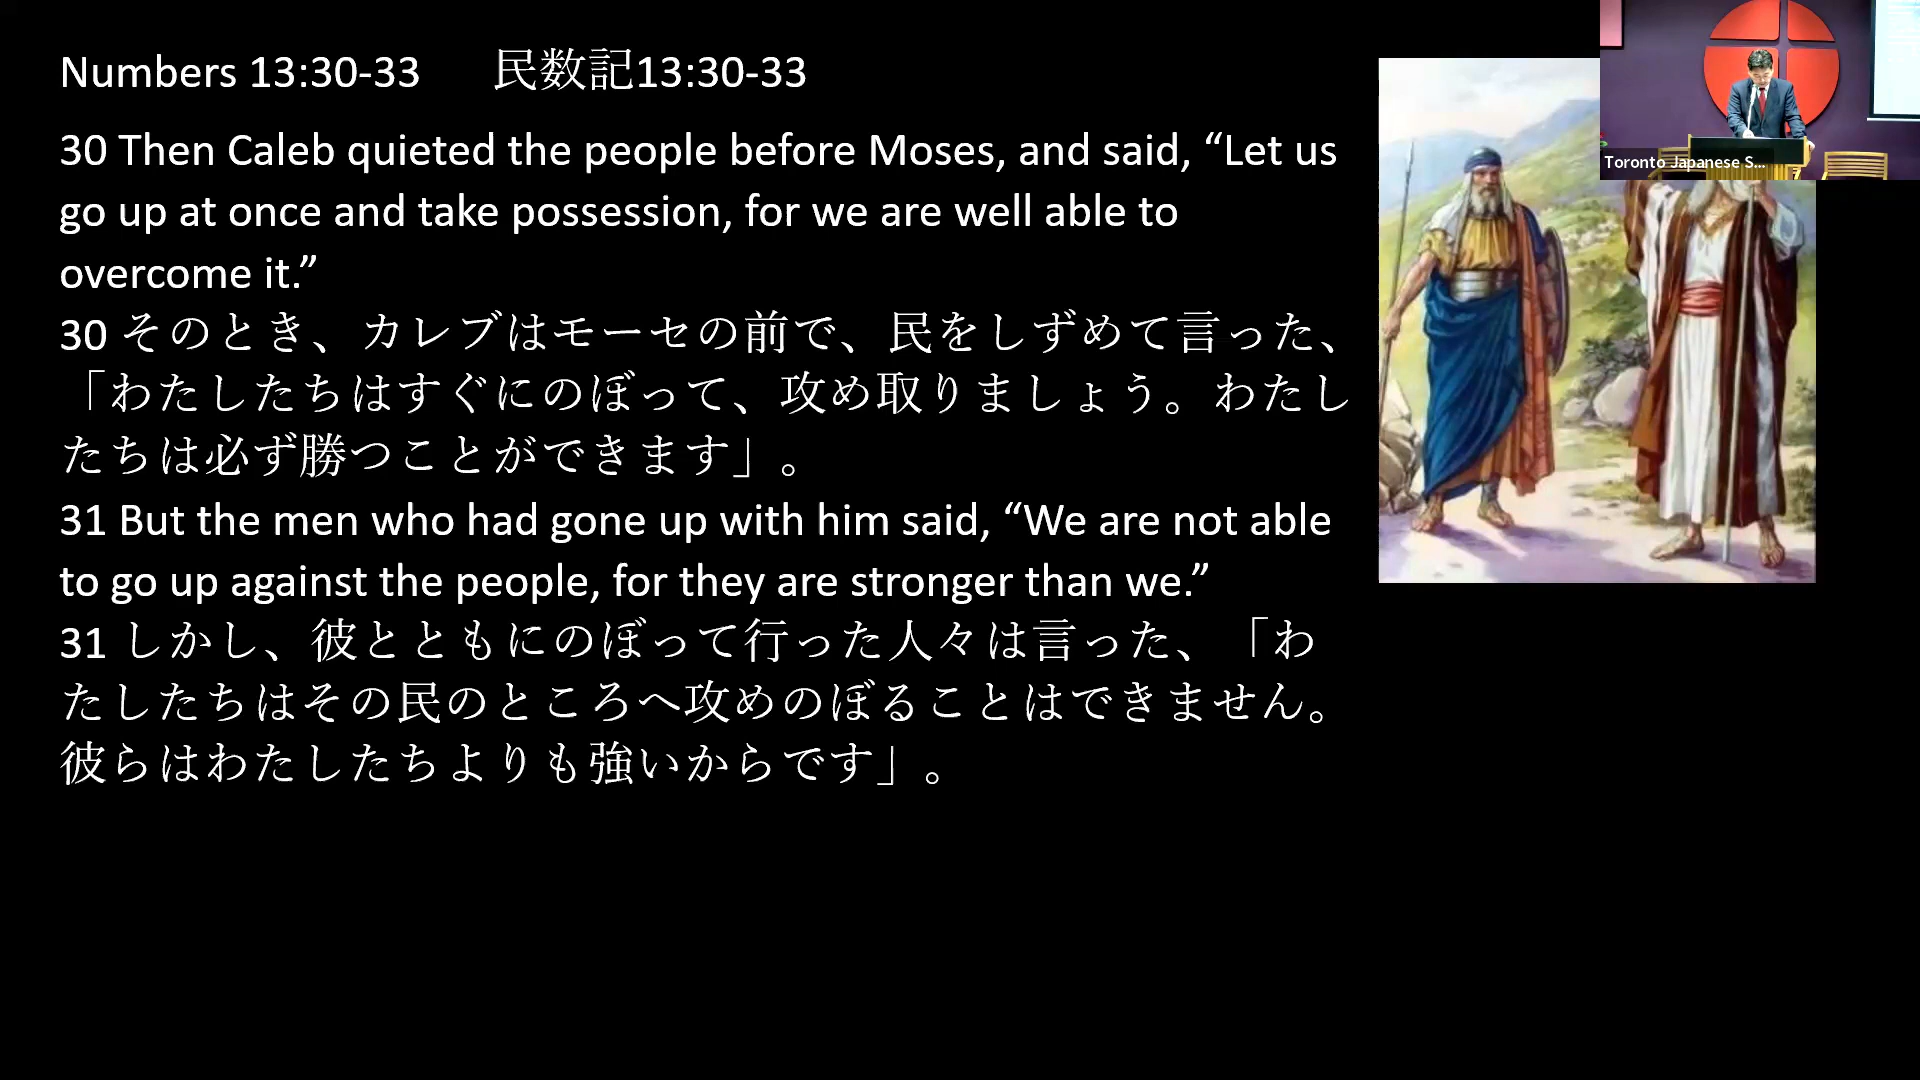 Numbers 13:30-33 民数記13:30-33
30 Then Caleb quieted the people before Moses, and said, “Let us
go up at once and take possession, for we are well able to
overcome it.”
30 そのとき、カレブはモーセの前で、民をしずめて言った、
「わたしたちはすぐにのぼって、攻め取りましょう。わたし
たちは必ず勝つことができます」。
31 But the men who had gone up with him said, “We are not able
to go up against the people, for they are stronger than we.”
31 しかし、彼とともにのぼって行った人々は言った、「わ
たしたちはその民のところへ攻めのぼることはできません。
彼らはわたしたちよりも強いからです」。
Toronto Japanese S...